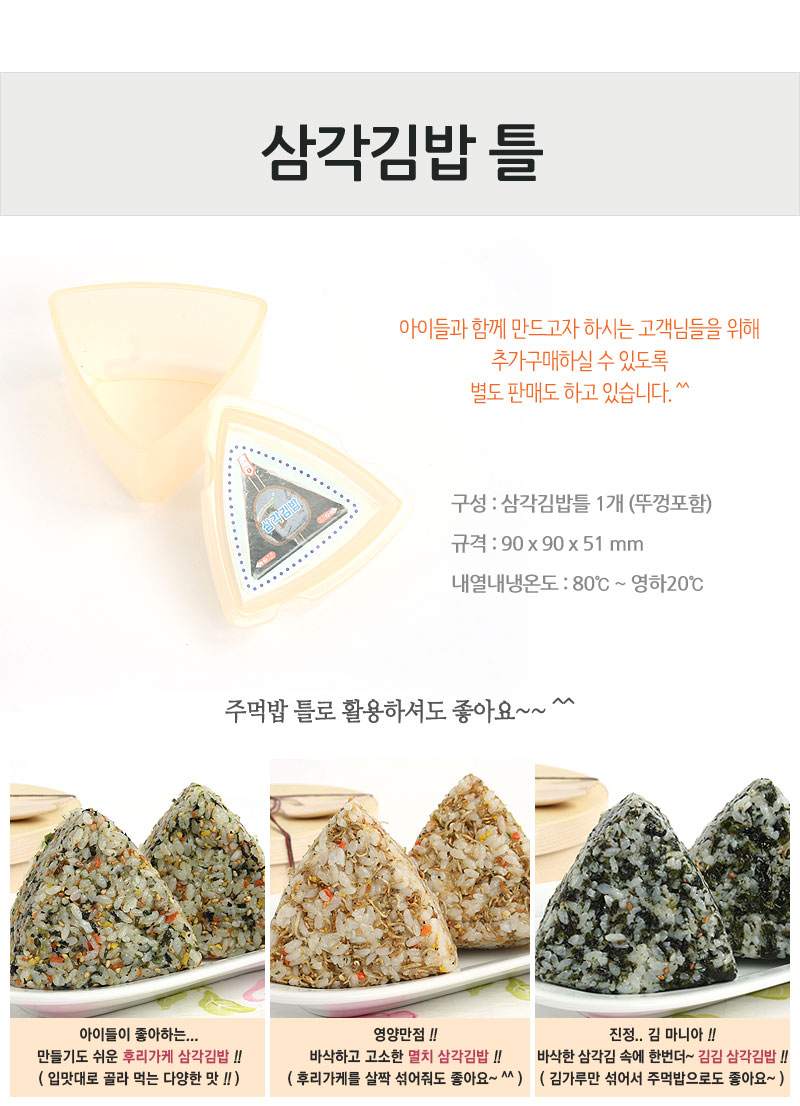 삼각김밥 틀
아이들과 함께 만드고자 하시는 고객님들을 위해
추가구매하실 수 있도록
별도 판매도 하고 있습니다. ^^
삼각김밥
구성 : 삼각김밥틀 1개 (뚜껑포함)
규격 : 90 x 90 x 51 mm
내열내냉온도 : 80℃ ~ 영하20℃
주먹밥 틀로 활용하셔도 좋아요~~ ^^
아이들이 좋아하는...
만들기도 쉬운 후리가케 삼각김밥 !!
( 입맛대로 골라 먹는 다양한 맛 !! )
영양만점 !!
바삭하고 고소한 멸치 삼각김밥 !!
( 후리가케를 살짝 섞어줘도 좋아요~ ^^ )
진정.. 김 마니아 !!
바삭한 삼각김 속에 한번더~ 김김 삼각김밥 !!
( 김가루만 섞어서 주먹밥으로도 좋아요~ )